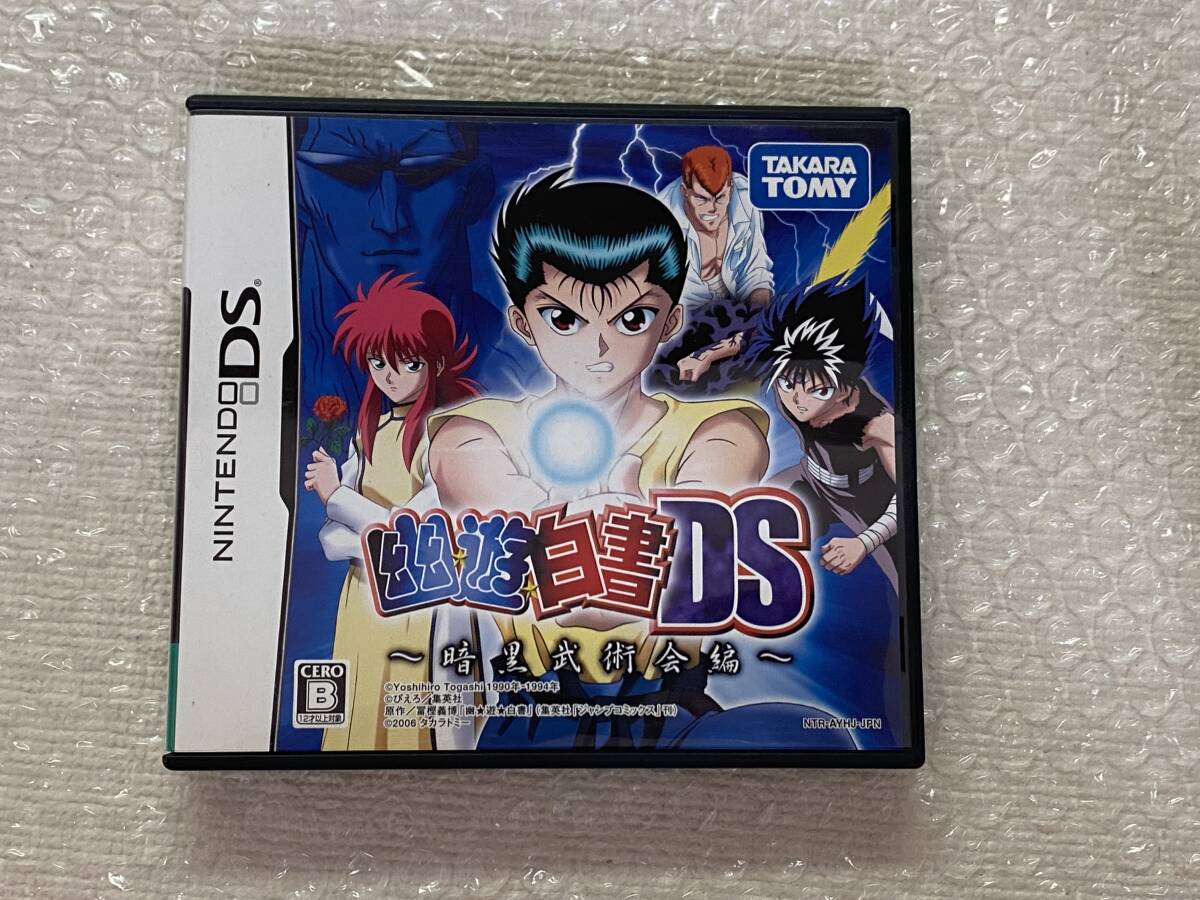 NINTENDO DS®
TAKARA
TOMY
幽★遊★白書DS
～暗黒武術会編～
CERO
B
12才以上対象
©Yoshihiro Togashi 1990年-1994年
©ぴえろ／集英社
原作／冨樫義博「幽★遊★白書」（集英社「ジャンプコミックス」刊）
©2006 タカラトミー
NTR-AYHJ-JPN